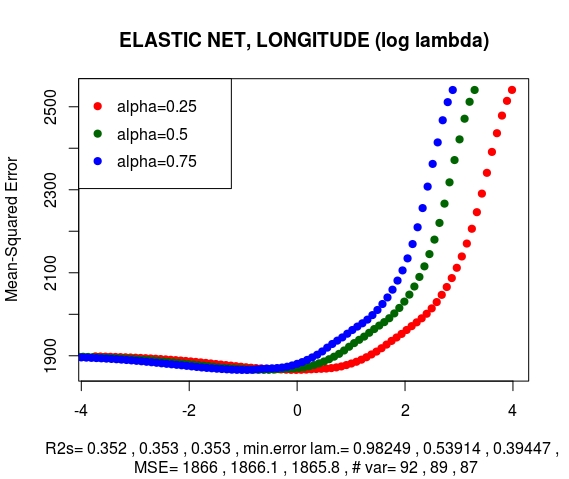 ELASTIC NET, LONGITUDE (log lambda)
alpha=0.25
alpha=0.5
alpha=0.75
Mean-Squared Error
2500
2300
2100
1900
-4 -2 0 2 4
R2s= 0.352 , 0.353 , 0.353 , min.error lam.= 0.98249 , 0.53914 , 0.39447 ,
MSE= 1866 , 1866.1 , 1865.8 , # var= 92 , 89 , 87